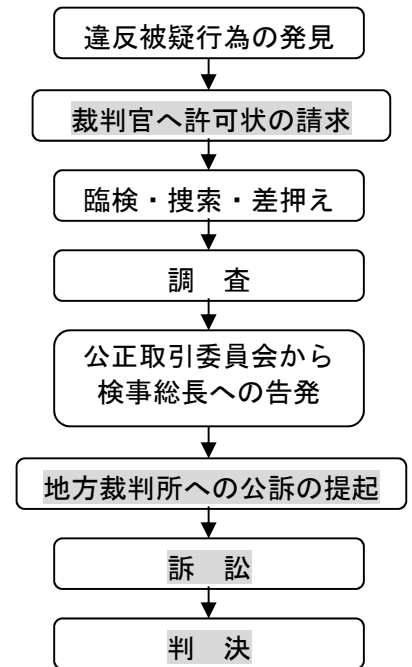 違反被疑行為の発見
裁判官へ許可状の請求
臨検・捜索・差押え
調　査
公正取引委員会から
検事総長への告発
地方裁判所への公訴の提起
訴　訟
判　決